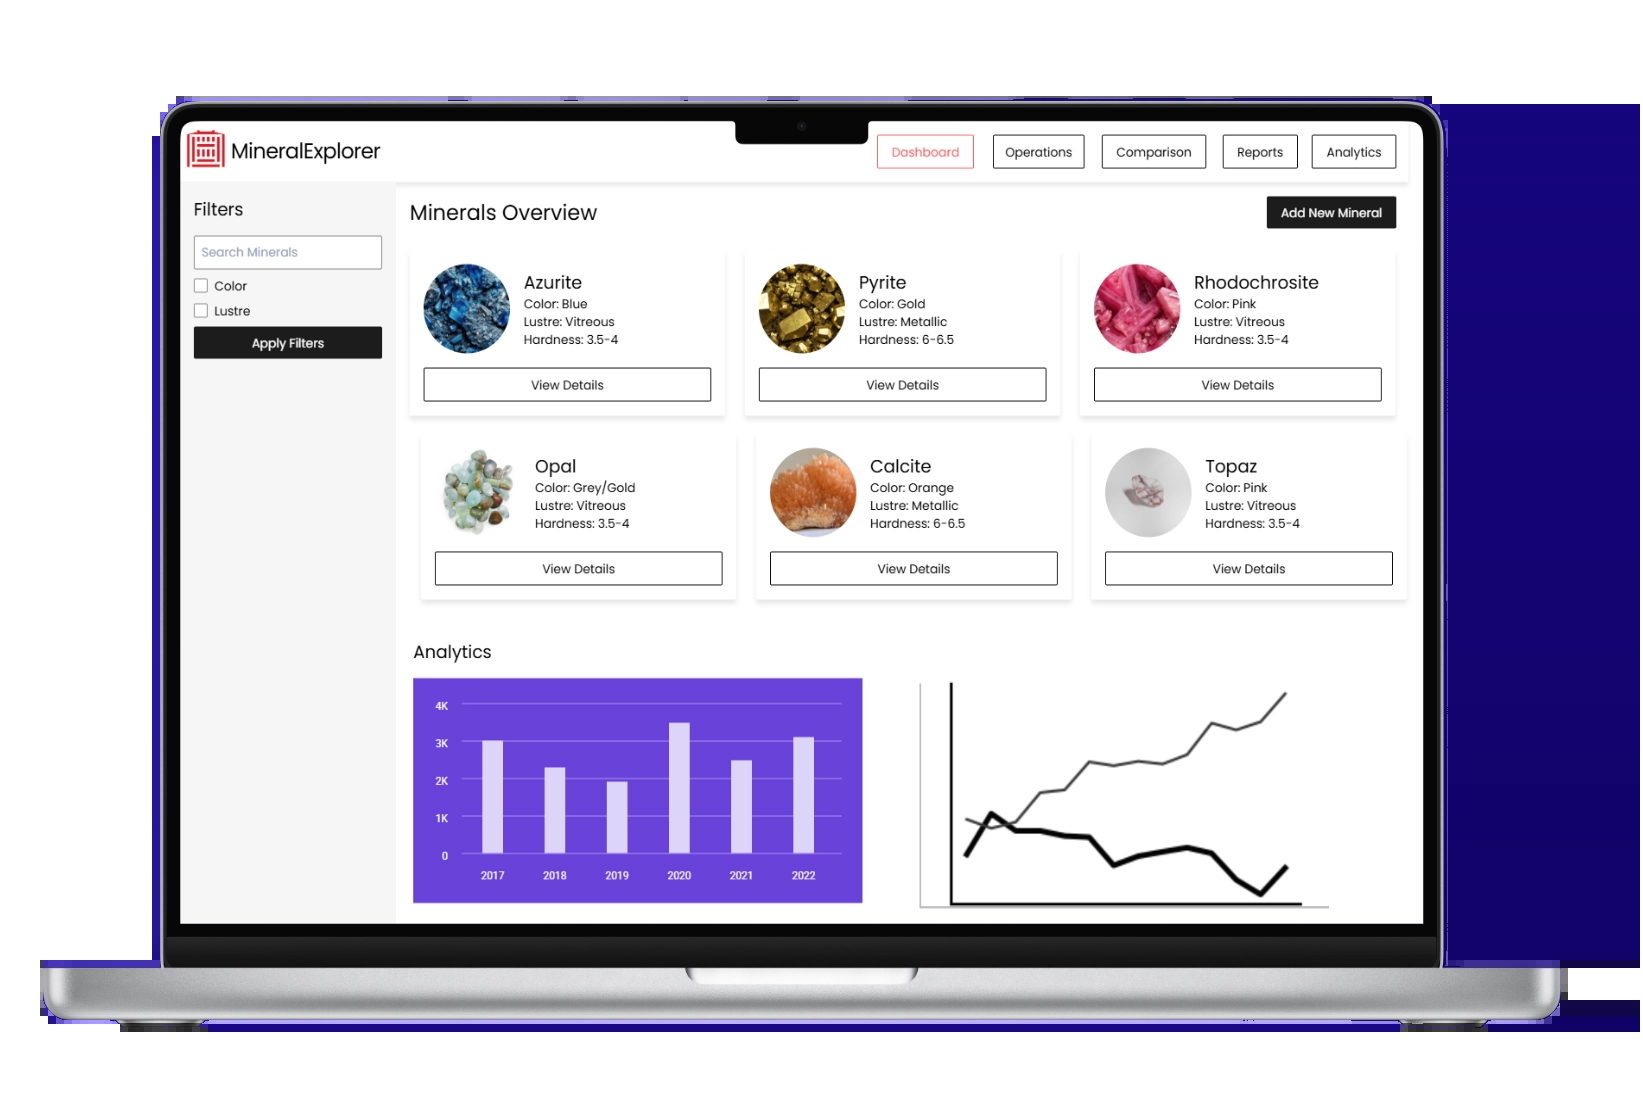 MineralExplorer
Dashboard
Operations
Comparison
Reports
Analytics
Filters
Search Minerals
Color
Lustre
Apply Filters
Minerals Overview
Add New Mineral
Azurite
Color: Blue
Lustre: Vitreous
Hardness: 3.5-4
View Details
Pyrite
Color: Gold
Lustre: Metallic
Hardness: 6-6.5
View Details
Rhodochrosite
Color: Pink
Lustre: Vitreous
Hardness: 3.5-4
View Details
Opal
Color: Grey/Gold
Lustre: Vitreous
Hardness: 3.5-4
View Details
Calcite
Color: Orange
Lustre: Metallic
Hardness: 6-6.5
View Details
Topaz
Color: Pink
Lustre: Vitreous
Hardness: 3.5-4
View Details
Analytics
4K
3K
2K
1K
0
2017 2018 2019 2020 2021 2022